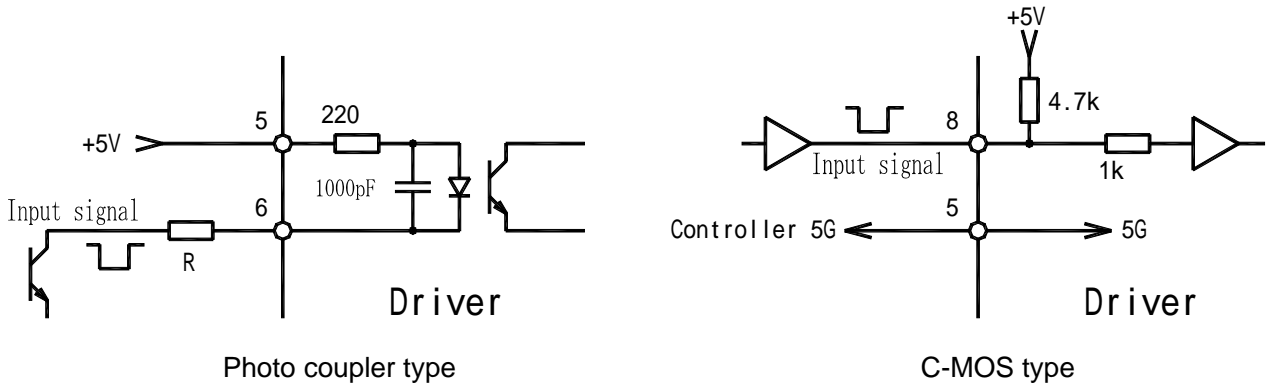 +5V
5
220
+5V
1000pF
Input signal
6
R
Driver
Photo coupler type
+5V
4.7k
8
Input signal
1k
5
Controller 5G
5G
Driver
C-MOS type